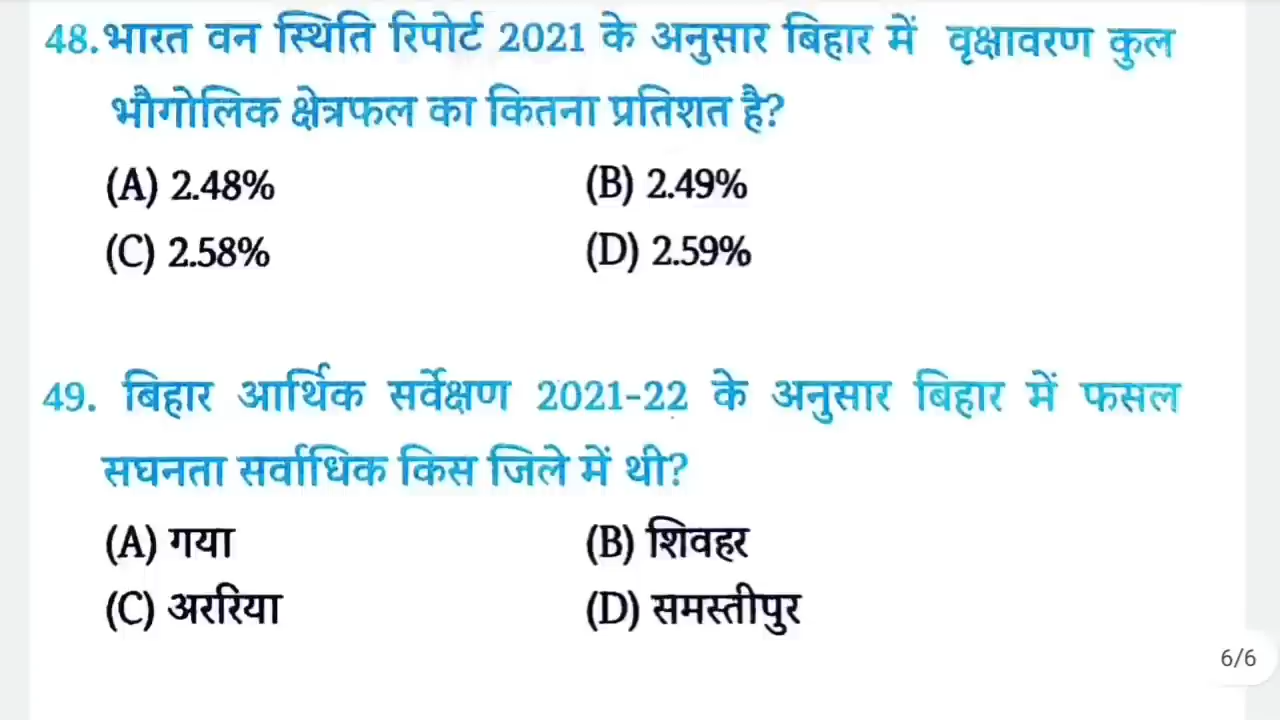 48.भारत वन स्थिति रिपोर्ट 2021 के अनुसार बिहार में वृक्षावरण कुल
भौगोलिक क्षेत्रफल का कितना प्रतिशत है?
(A) 2.48% (B) 2.49%
(C) 2.58% (D) 2.59%
49. बिहार आर्थिक सर्वेक्षण 2021-22 के अनुसार बिहार में फसल
सघनता सर्वाधिक किस जिले में थी?
(A) गया (B) शिवहर
(C) अररिया (D) समस्तीपुर
6/6